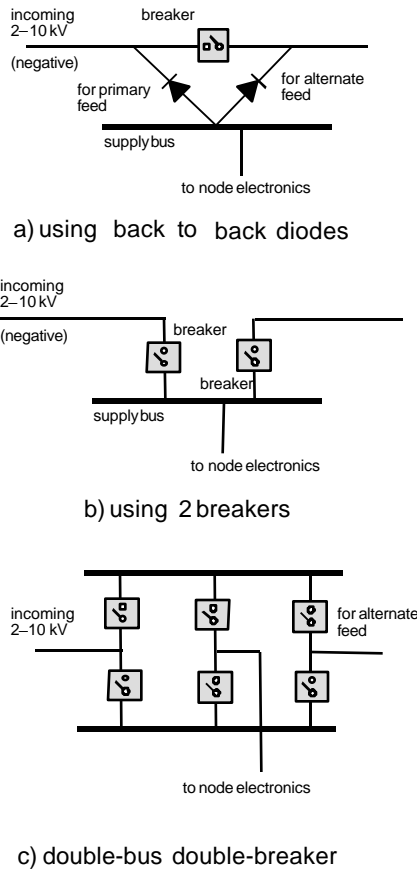 incoming
2–10 kV
breaker
(negative)
for primary
feed
for alternate
feed
supply bus
to node electronics
a) using back to back diodes
incoming
2–10 kV
(negative)
breaker
breaker
supply bus
to node electronics
b) using 2 breakers
incoming
2–10 kV
for alternate
feed
to node electronics
c) double-bus double-breaker